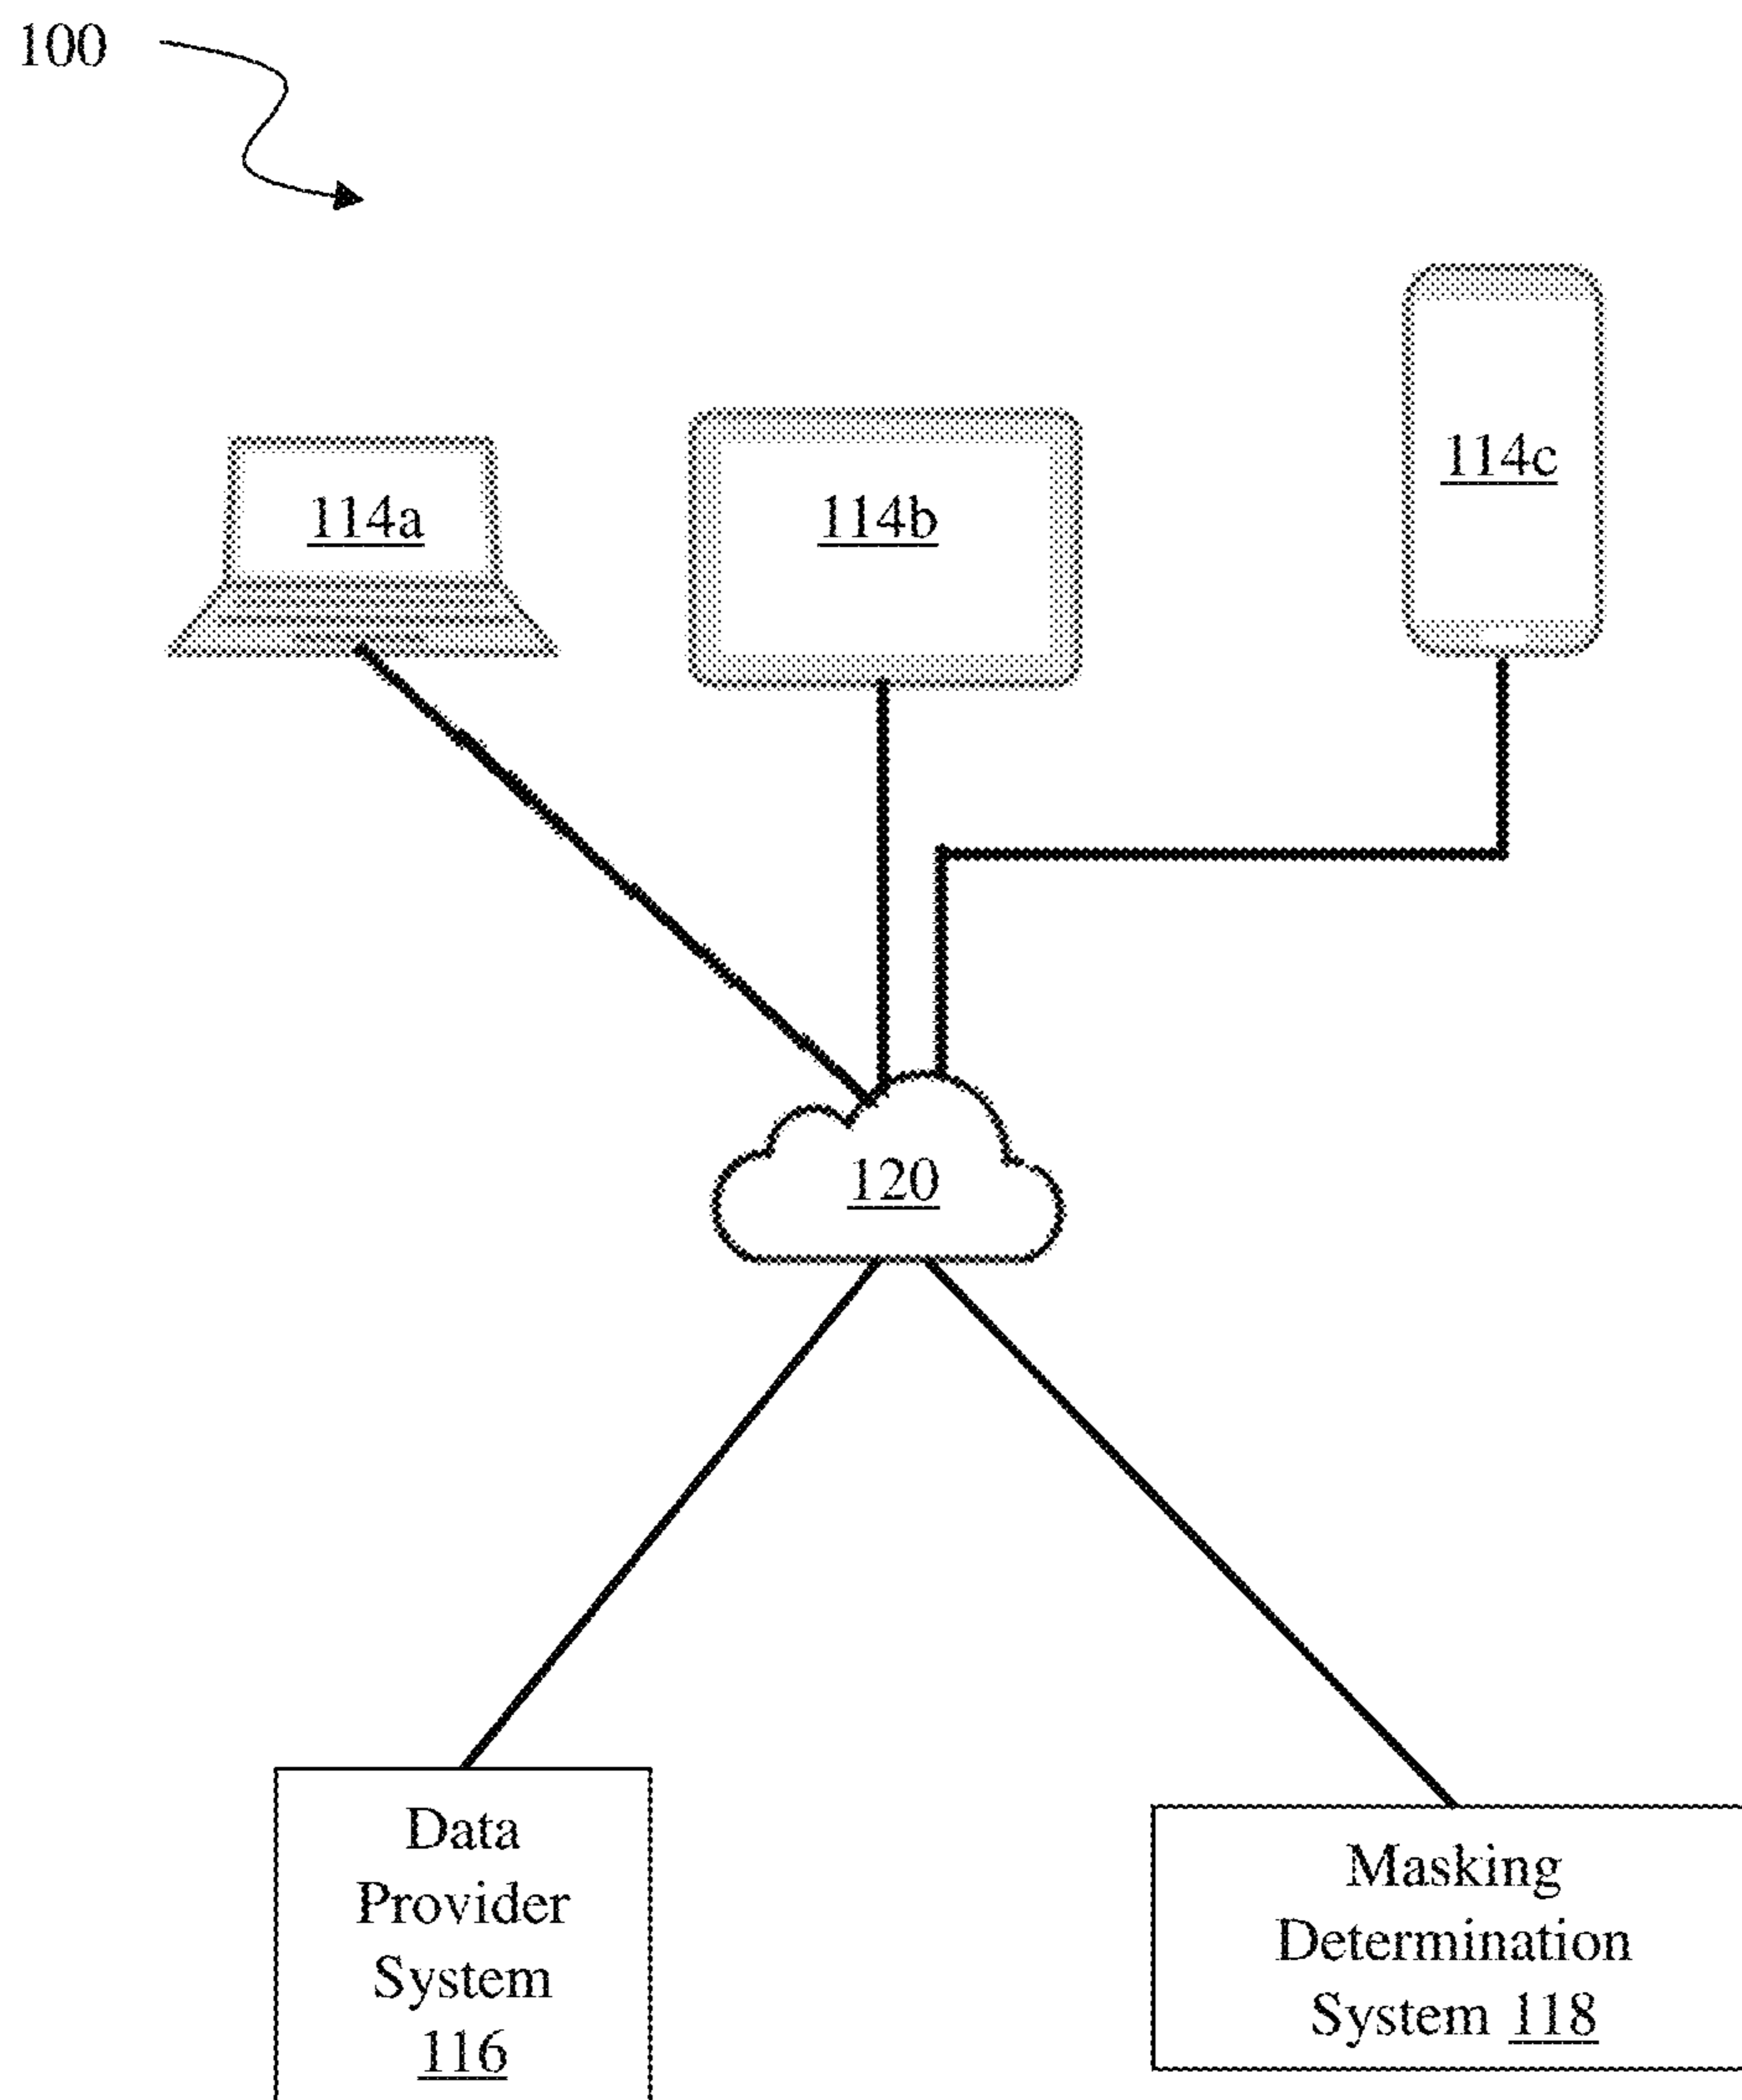 100
114a
114b
114c
120
Data
Provider
System
116
Masking
Determination
System 118